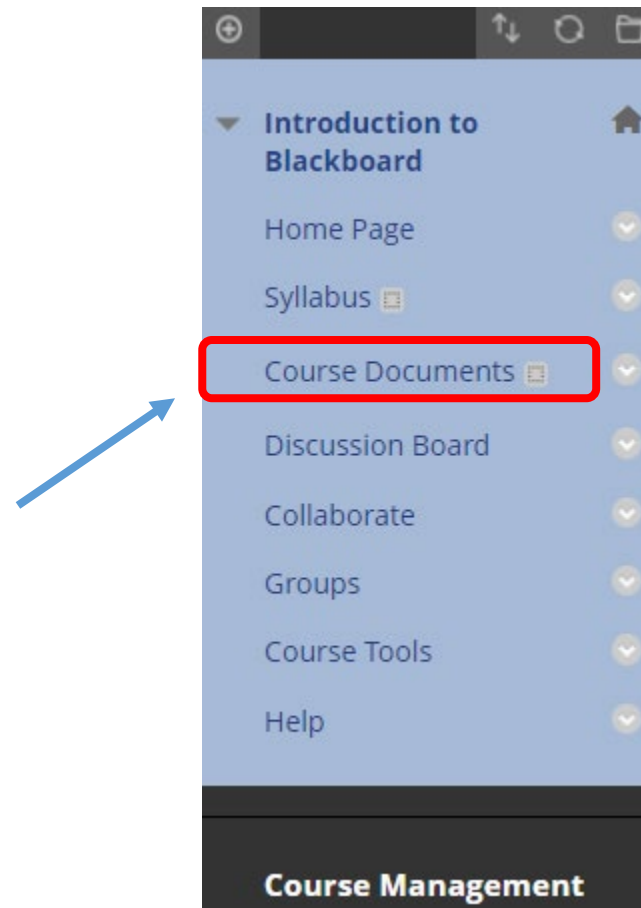 Introduction to
Blackboard
Home Page
Syllabus
Course Documents
Discussion Board
Collaborate
Groups
Course Tools
Help
Course Management